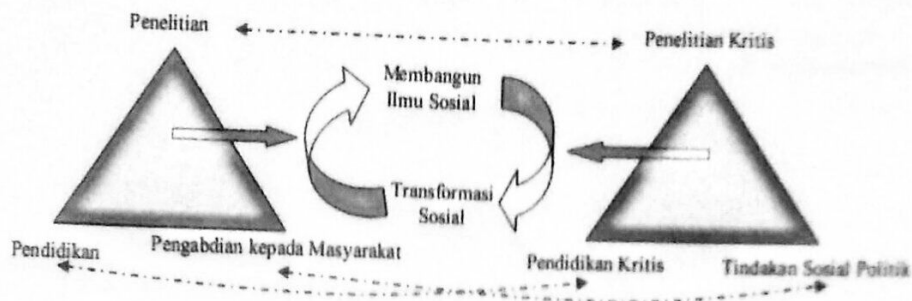 Penelitian
Penelitian Kritis
Membangun
Ilmu Sosial
Transformasi
Sosial
Pendidikan
Pengabdian kepada Masyarakat
Pendidikan Kritis
Tindakan Sosial Politik